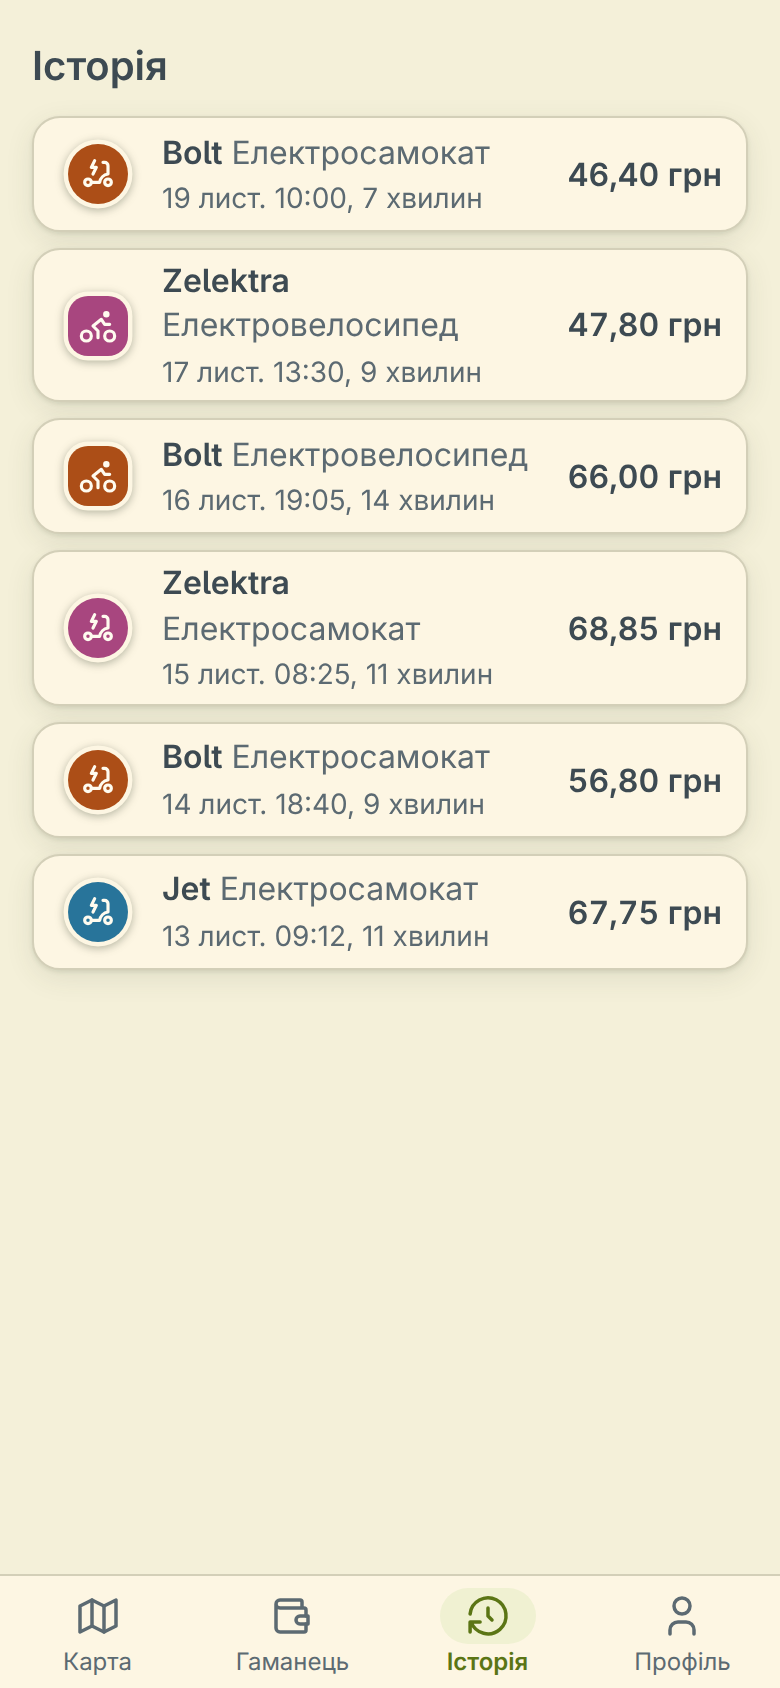 Історія
Bolt Електросамокат
19 лист. 10:00, 7 хвилин
46,40 грн
Zelektra
Електровелосипед
17 лист. 13:30, 9 хвилин
47,80 грн
Bolt Електровелосипед
16 лист. 19:05, 14 хвилин
66,00 грн
Zelektra
Електросамокат
15 лист. 08:25, 11 хвилин
68,85 грн
Bolt Електросамокат
14 лист. 18:40, 9 хвилин
56,80 грн
Jet Електросамокат
13 лист. 09:12, 11 хвилин
67,75 грн
Карта
Гаманець
Історія
Профіль